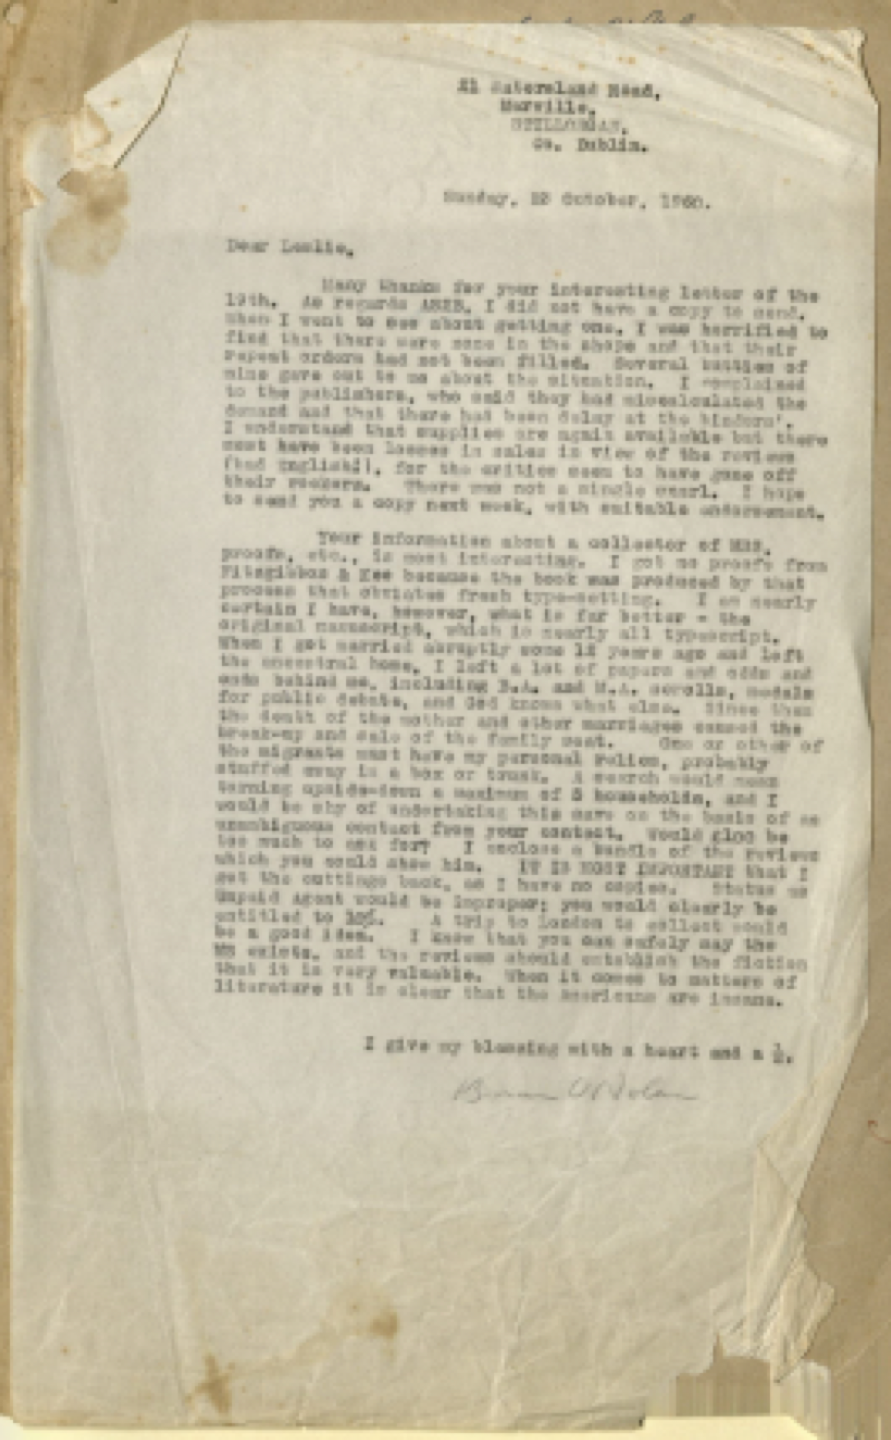 21 Watersland Road,
Merville,
STILLORGAN,
Co. Dublin.
Sunday, 23 October, 1960.
Dear Leslie,
Many thanks for your interesting letter of the
19th. As regards ASTB, I did not have a copy to send.
When I went to see about getting one, I was horrified to
find that there were none in the shops and that their
repeat orders had not been filled. Several butties of
mine gave out to me about the situation. I complained
to the publishers, who said they had miscalculated the
demand and that there had been delay at the binders'.
I understand that supplies are again available but there
must have been losses in sales in view of the reviews
(bad English!), for the critics seem to have gone off
their rockers. There was not a single snarl. I hope
to send you a copy next week, with suitable endorsement.
Your information about a collector of MSS,
proofs, etc., is most interesting. I got no proofs from
&  Kee because the book was produced by that
process that obviates fresh type-setting. I am nearly
certain I have, however, what is far better - the
original manuscript, which is nearly all typescript.
When I got married abruptly some 12 years ago and left
the ancestral home, I left a lot of papers and odds and
ends behind me, including B.A. and M.A. scrolls, medals
for public debate, and God knows what else. Since then
the death of the mother and other marriages caused the
break-up and sale of the family seat. One or other of
the migrants must have my personal relics, probably
stuffed away in a box or trunk. A search would mean
turning upside-down a maximum of 5 households, and I
would be shy of undertaking this save on the basis of an
unambiguous contact from your contact. Would £100 be
too much to ask for? I enclose a bundle of the reviews
which you could show him. IT IS MOST IMPORTANT that I
get the cuttings back, as I have no copies. Status as
Unpaid Agent would be improper; you would clearly be
entitled to 10%. A trip to London to collect would
be a good idea. I know that you can safely say the
MS exists, and the reviews should establish the fiction
that it is very valuable. When it comes to matters of
literature it is clear that the Americans are insane.
I give my blessing with a heart and a ½.
Brian O'Nolan